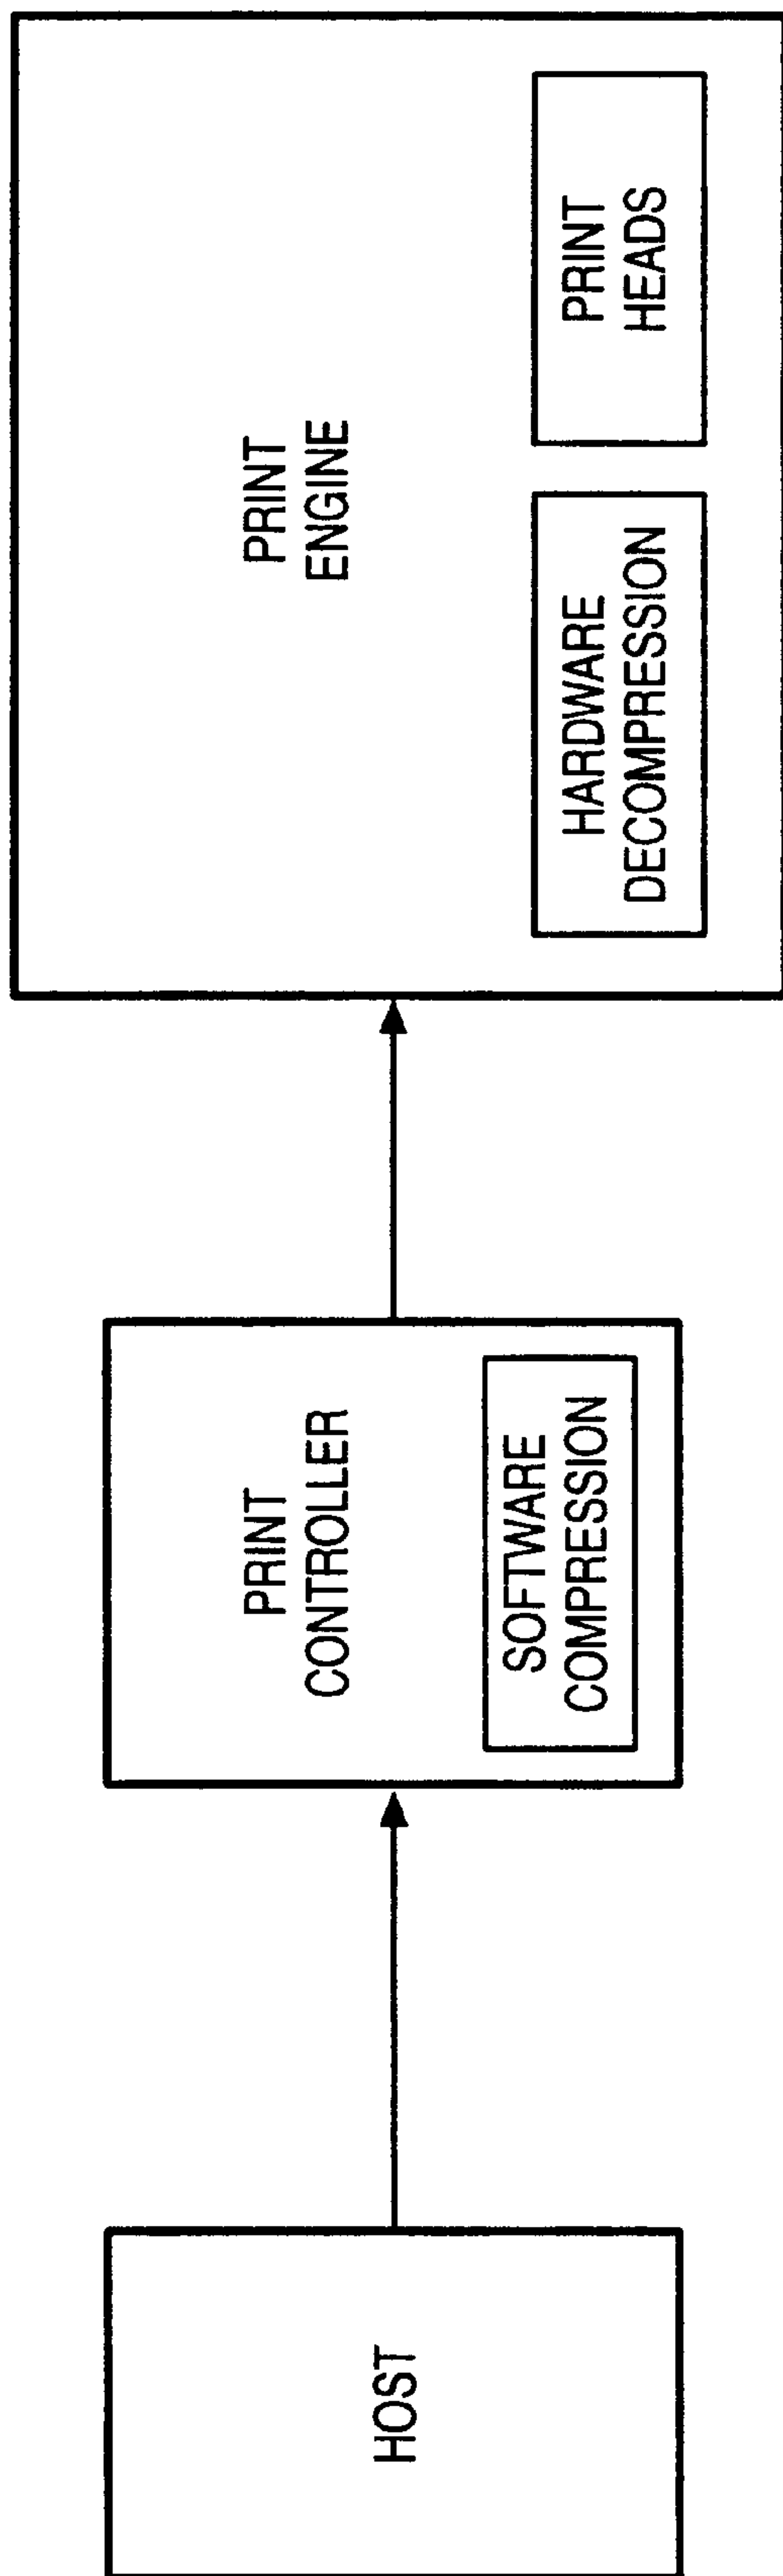 HOST
PRINT
CONTROLLER
SOFTWARE
COMPRESSION
PRINT
ENGINE
HARDWARE
DECOMPRESSION
PRINT
HEADS